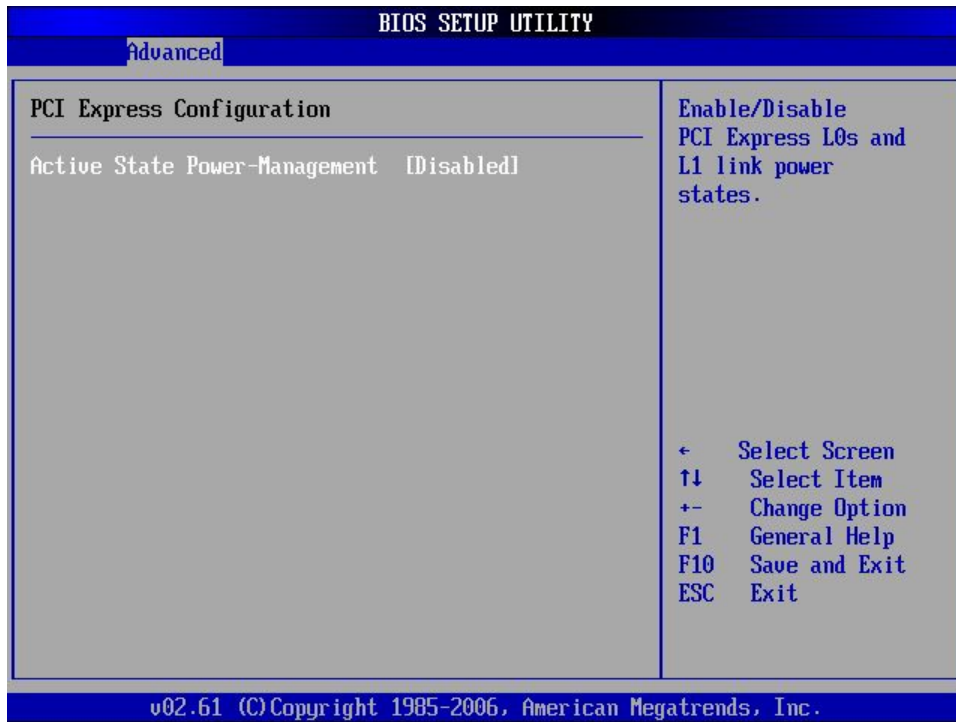 BIOS SETUP UTILITY
Advanced
PCI Express Configuration
Active State Power-Management [Disabled]
Enable/Disable
PCI Express L0s and
L1 link power
states.
← Select Screen
↑↓ Select Item
+- Change Option
F1 General Help
F10 Save and Exit
ESC Exit
v02.61 (C)Copyright 1985-2006, American Megatrends, Inc.